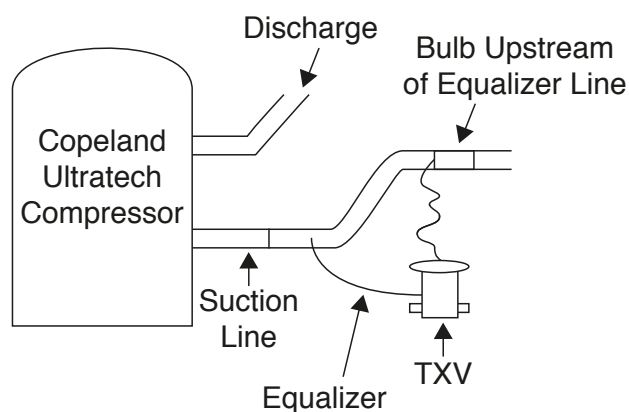 Discharge
Bulb Upstream
of Equalizer Line
Copeland
Ultratech
Compressor
Suction
Line
TXV
Equalizer